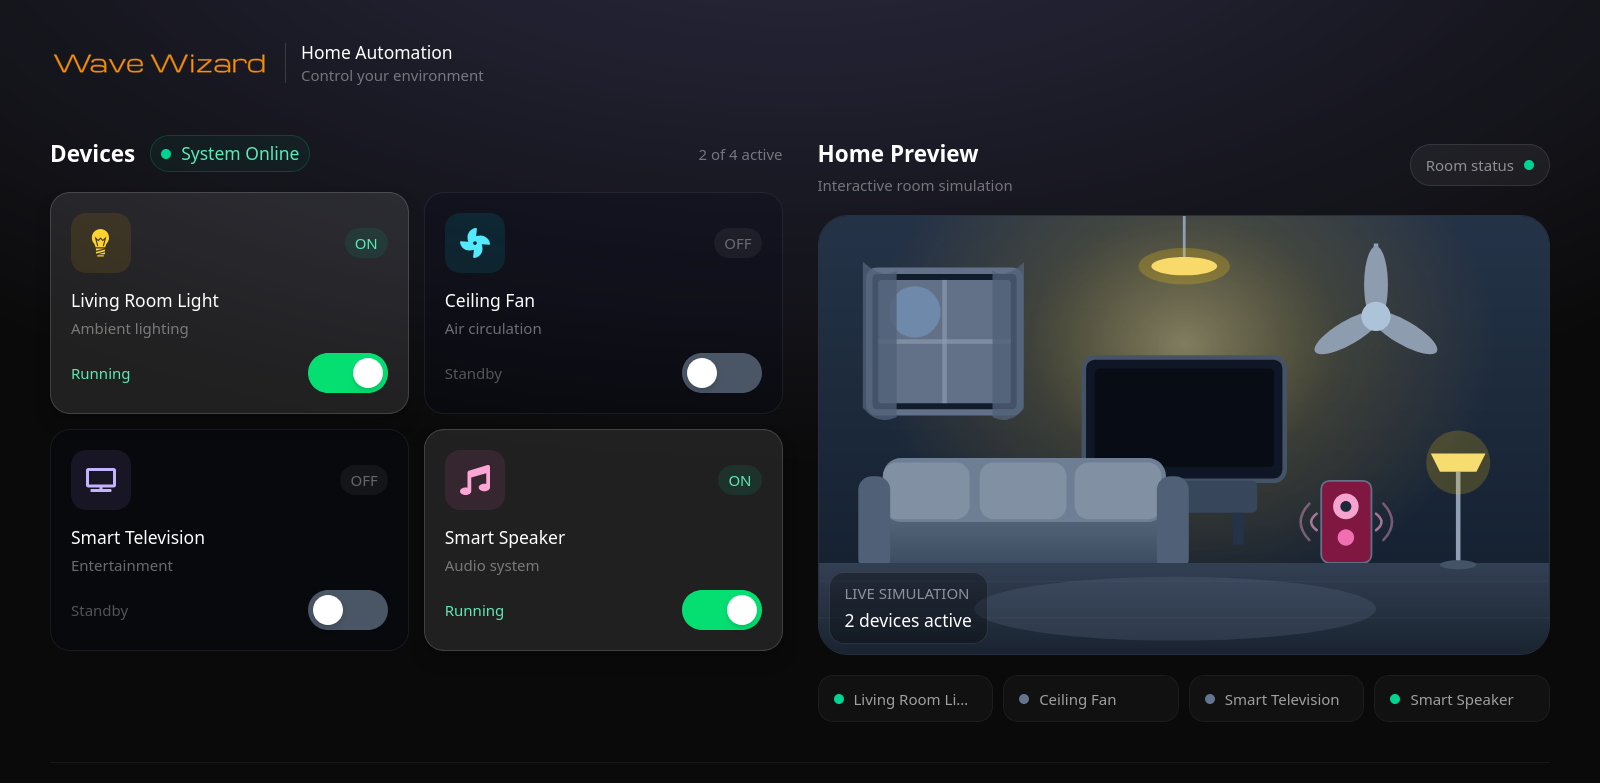 Wave Wizard
Home Automation
Control your environment
Devices
System Online
2 of 4 active
ON
Living Room Light
Ambient lighting
Running
OFF
Ceiling Fan
Air circulation
Standby
OFF
Smart Television
Entertainment
Standby
ON
Smart Speaker
Audio system
Running
Home Preview
Interactive room simulation
Room status
LIVE SIMULATION
2 devices active
Living Room Li...
Ceiling Fan
Smart Television
Smart Speaker